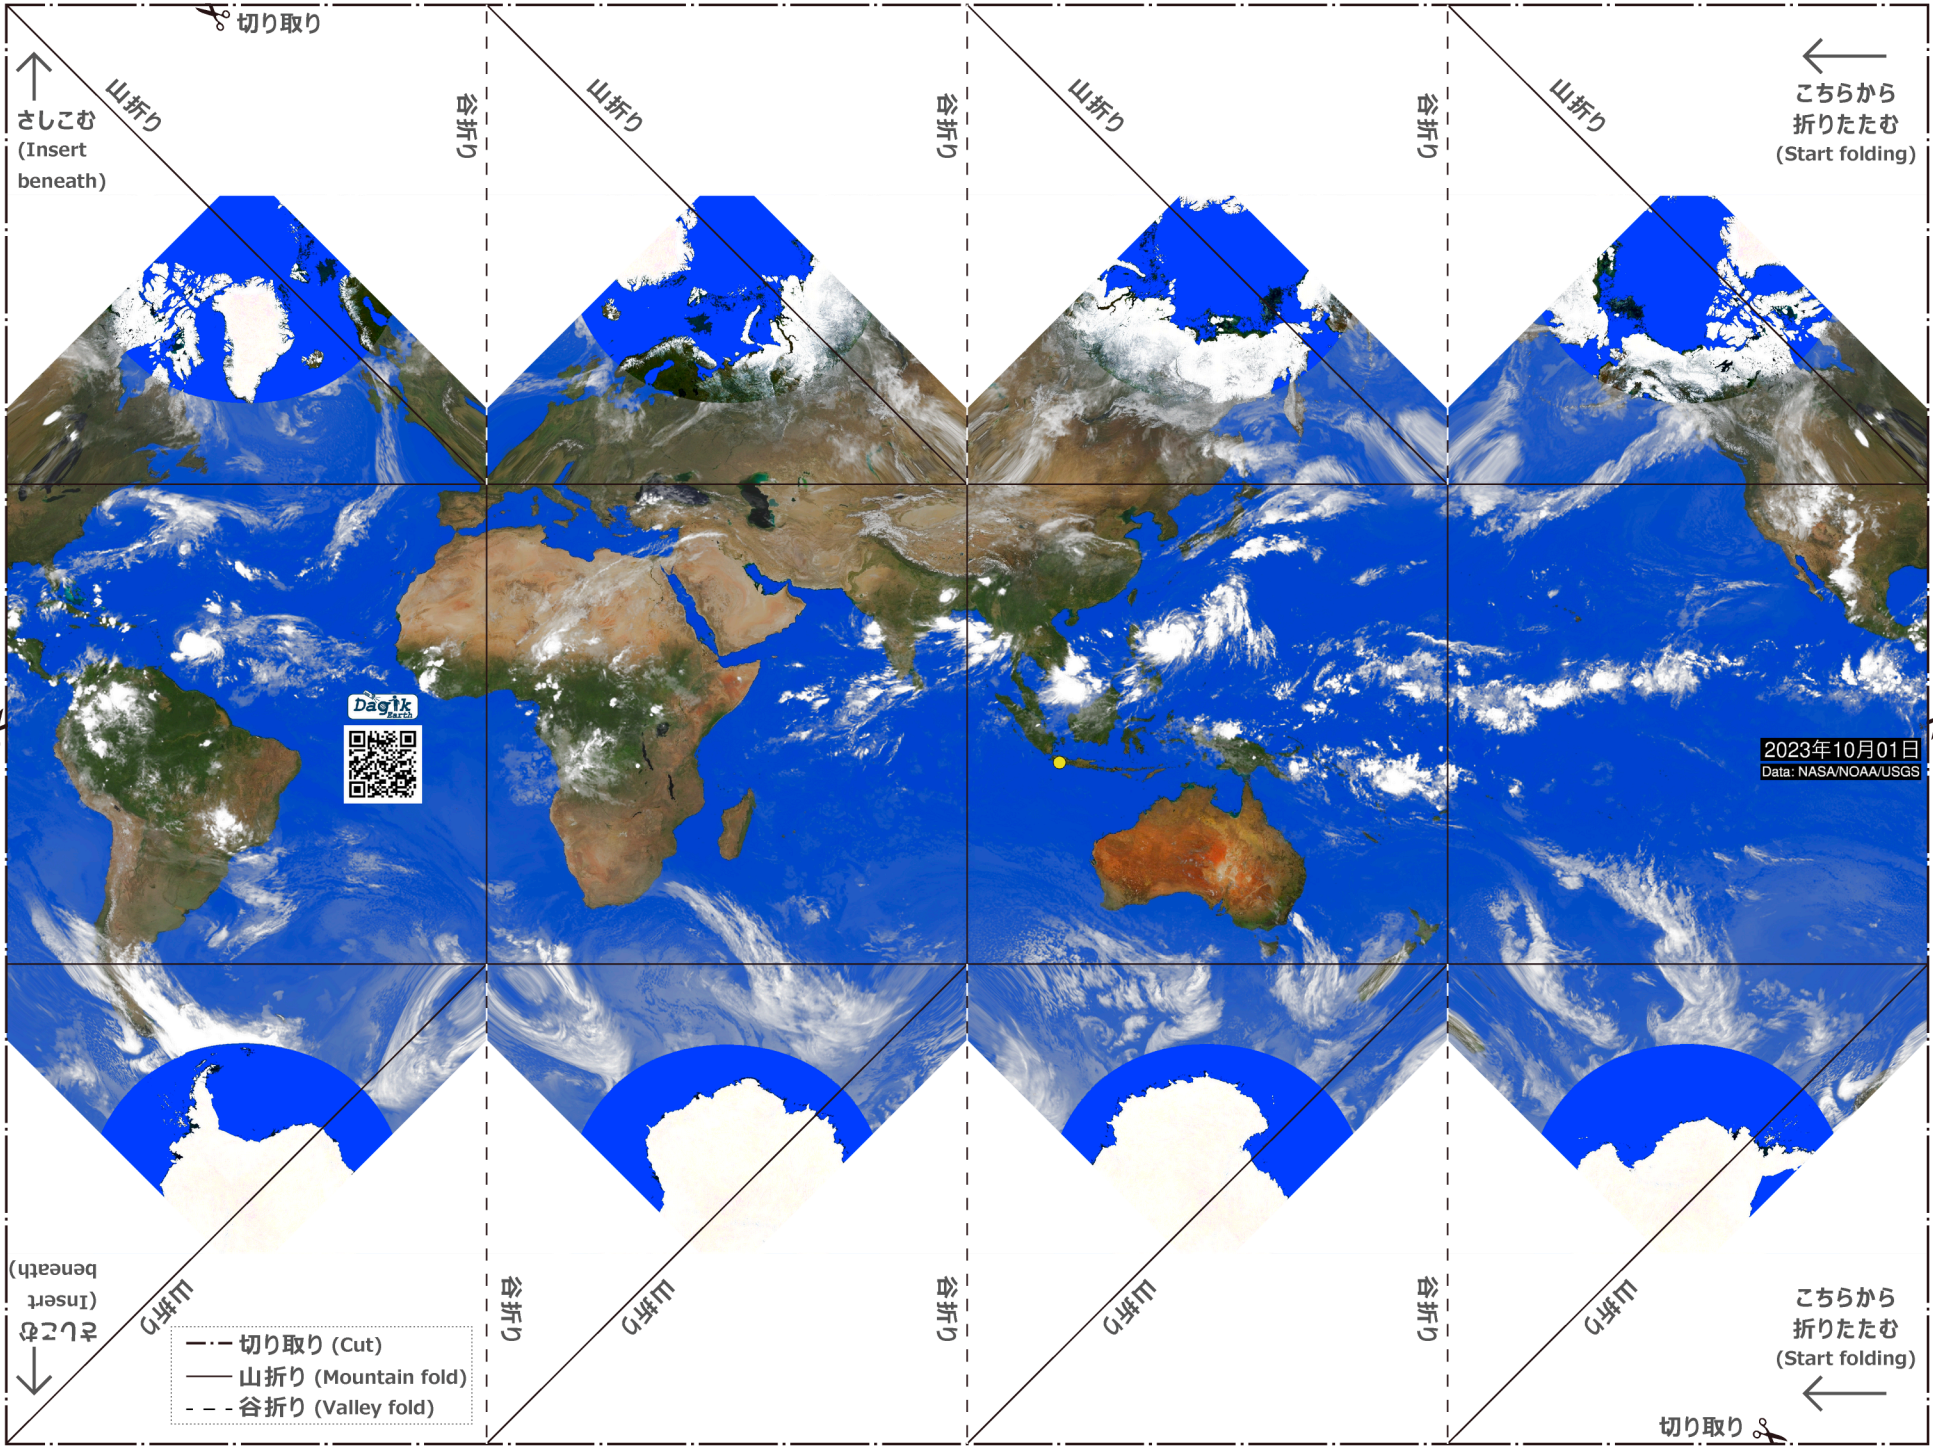 切り取り
さしこむ
(Insert
beneath)
山折り
谷折り
山折り
谷折り
山折り
谷折り
山折り
こちらから
折りたたむ
(Start folding)
Dagik
Earth
2023年10月01日
Data: NASA/NOAA/USGS
さしこむ
(Insert
beneath)
山折り
谷折り
山折り
谷折り
山折り
谷折り
山折り
こちらから
折りたたむ
(Start folding)
切り取り (Cut)
山折り (Mountain fold)
谷折り (Valley fold)
切り取り